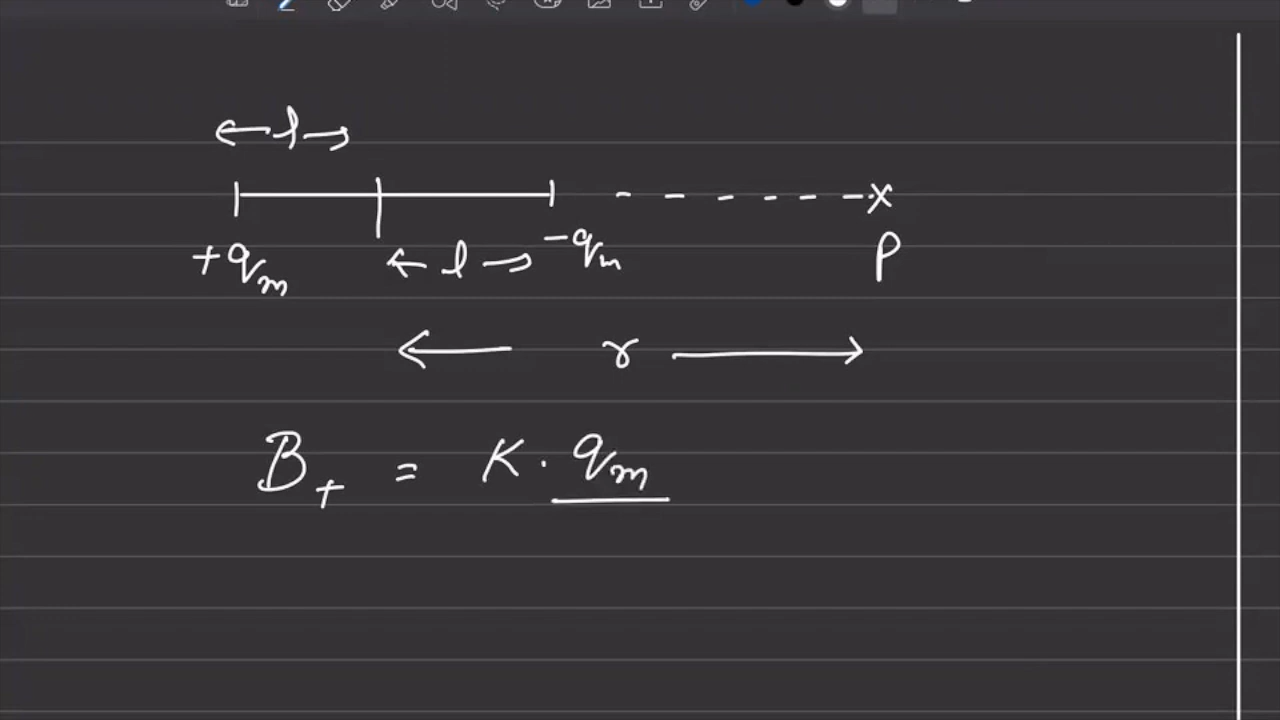 ← l →
+qm ← l → -qm P
← r →
B+ = K · qm